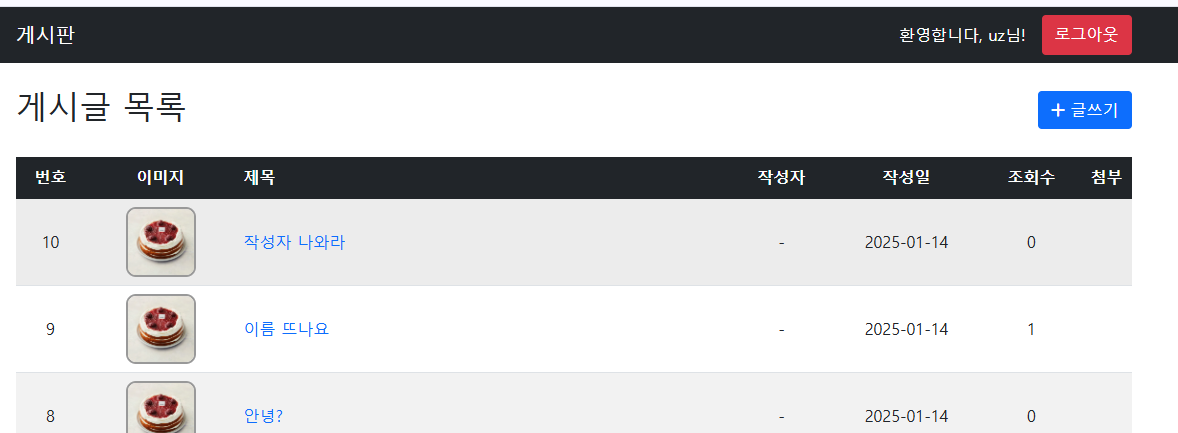 게시판 환영합니다, uz님! 로그아웃
게시글 목록 + 글쓰기
번호 이미지 제목 작성자 작성일 조회수 첨부
10 작성자 나와라 - 2025-01-14 0
9 이름 뜨나요 - 2025-01-14 1
8 안녕? - 2025-01-14 0